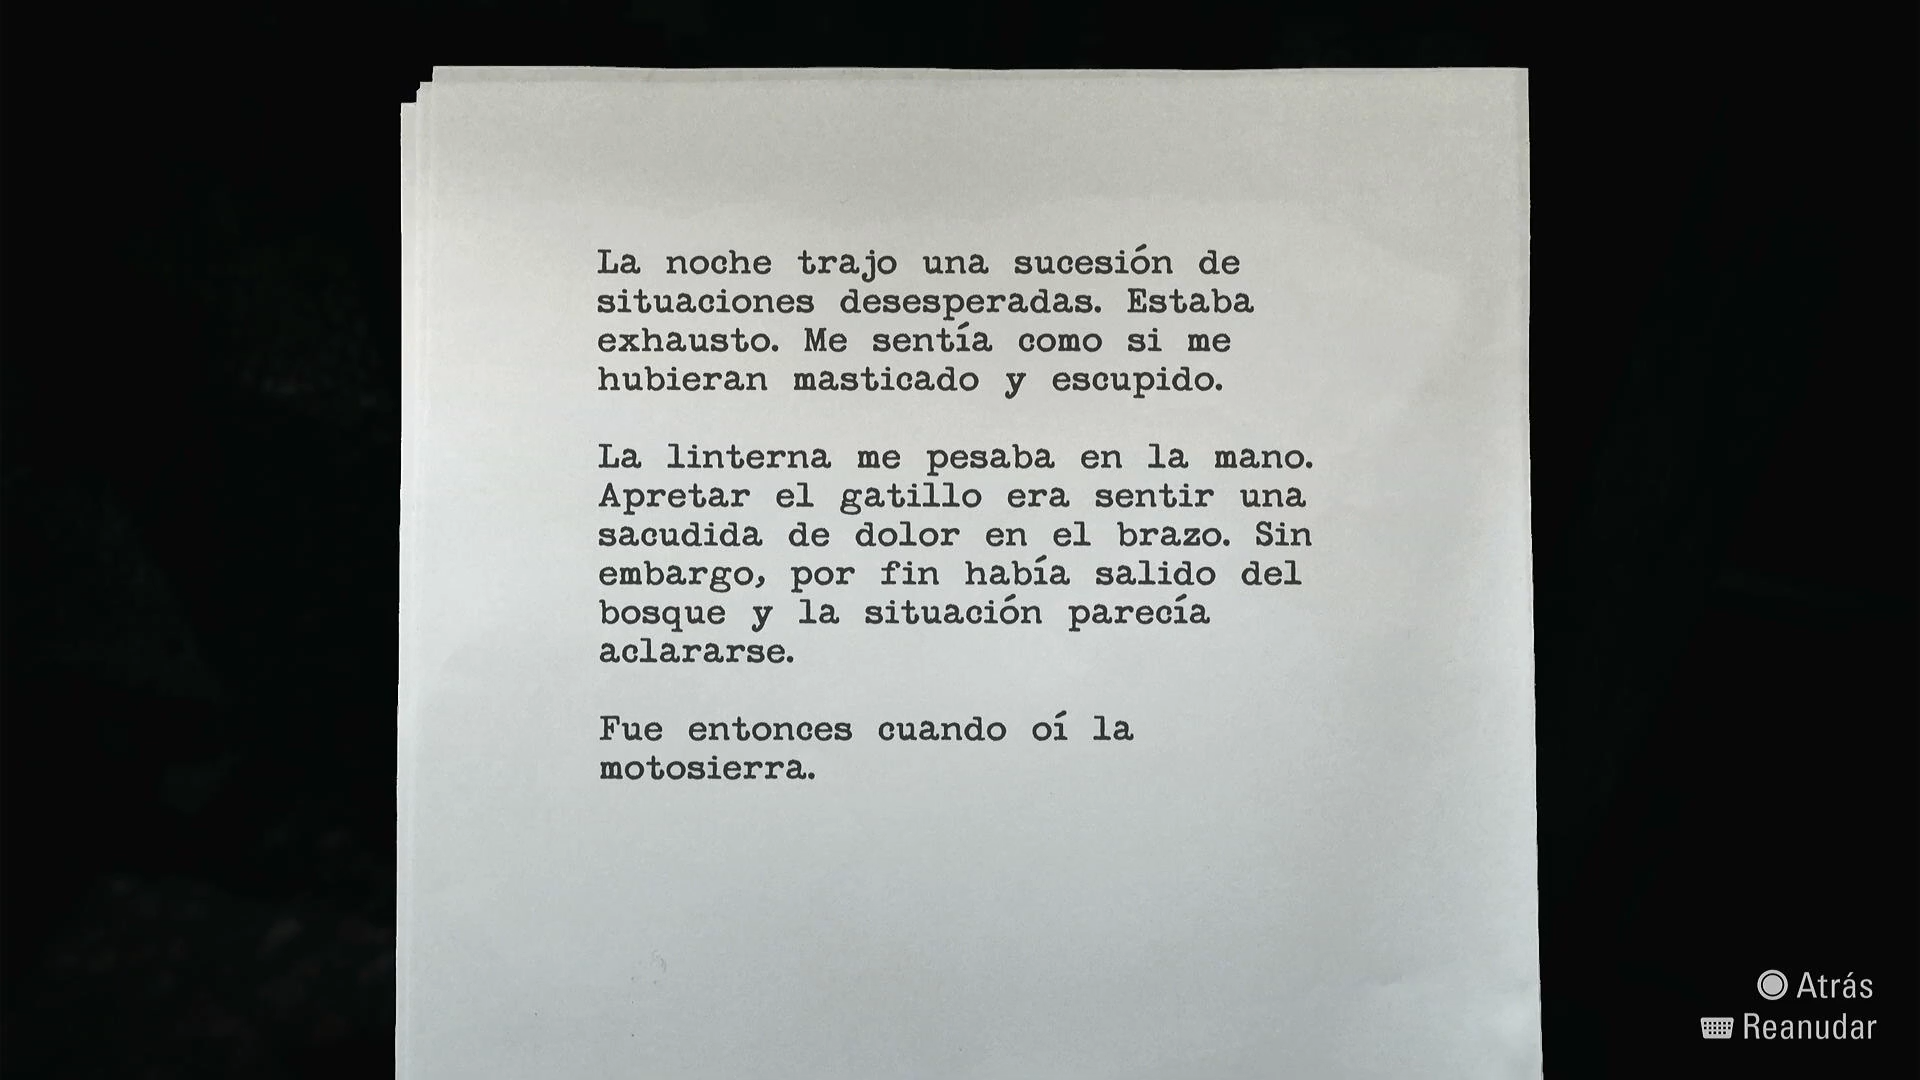 La noche trajo una sucesión de
situaciones desesperadas. Estaba
exhausto. Me sentía como si me
hubieran masticado y escupido.
La linterna me pesaba en la mano.
Apretar el gatillo era sentir una
sacudida de dolor en el brazo. Sin
embargo, por fin había salido del
bosque y la situación parecía
aclararse.
Fue entonces cuando oí la
motosierra.
Atrás
Reanudar